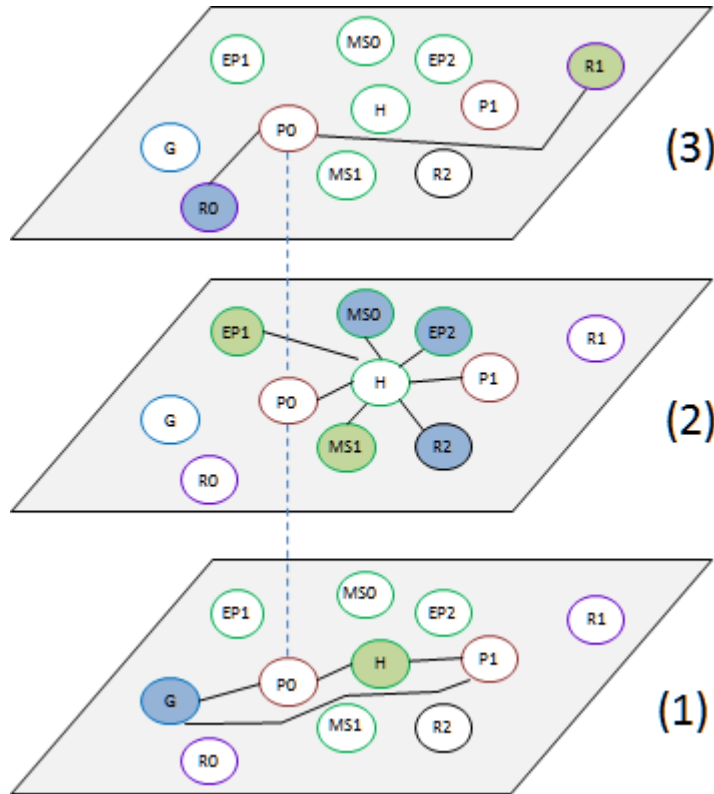 MS0
EP1 EP2 R1
H P1
P0
G (3)
MS1 R2
R0
MS0
EP1 EP2 R1
H P1
P0
G (2)
MS1 R2
R0
MS0
EP1 EP2 R1
H P1
P0
G (1)
MS1 R2
R0